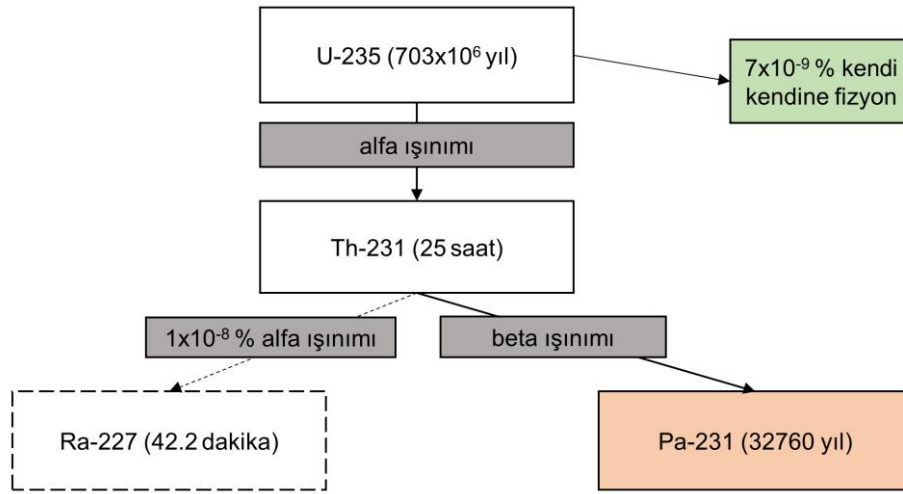 U-235 (703x10⁶ yıl)
7x10⁻⁹ % kendi
kendine fizyon
alfa ışınımı
Th-231 (25 saat)
1x10⁻⁸ % alfa ışınımı
beta ışınımı
Ra-227 (42.2 dakika)
Pa-231 (32760 yıl)